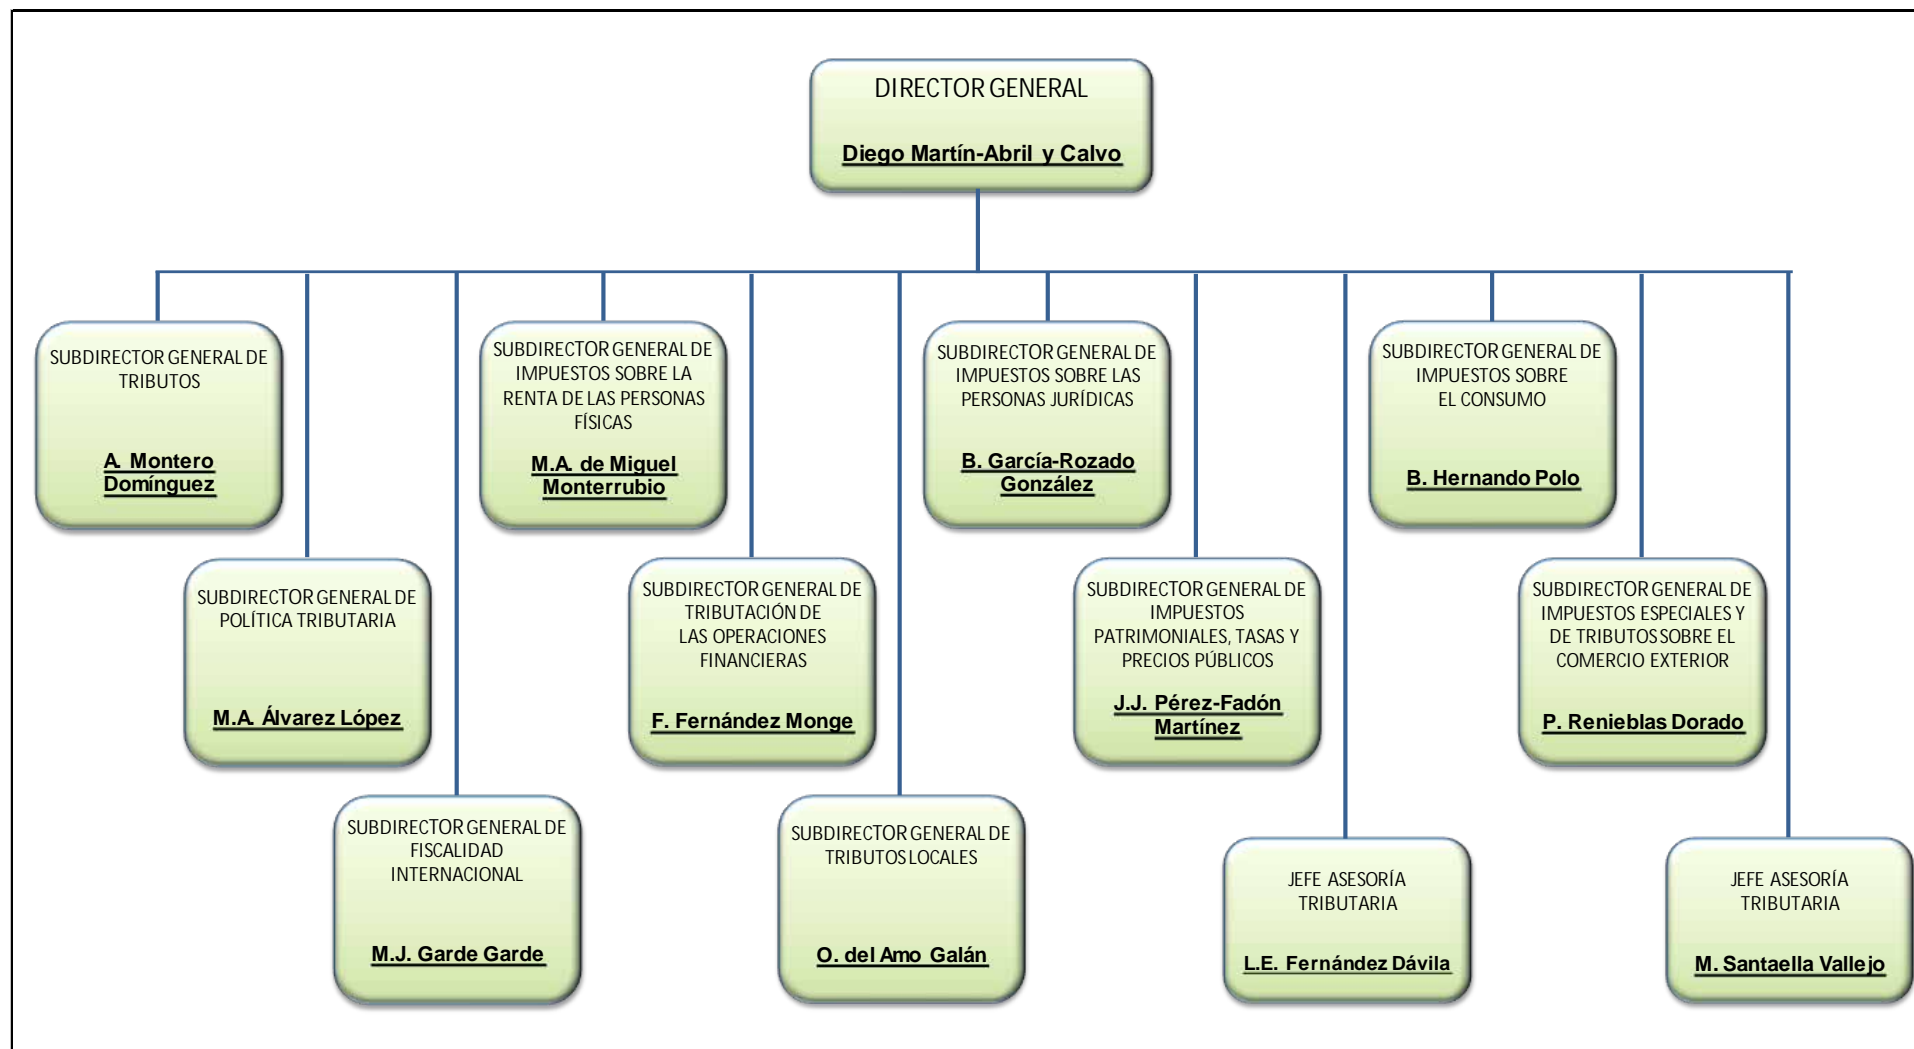 DIRECTOR GENERAL
Diego Martín-Abril y Calvo
SUBDIRECTOR GENERAL DE
TRIBUTOS
A. Montero
Domínguez
SUBDIRECTOR GENERAL DE
IMPUESTOS SOBRE LA
RENTA DE LAS PERSONAS
FÍSICAS
M.A. de Miguel
Monterrubio
SUBDIRECTOR GENERAL DE
IMPUESTOS SOBRE LAS
PERSONAS JURÍDICAS
B. García-Rozado
González
SUBDIRECTOR GENERAL DE
IMPUESTOS SOBRE
EL CONSUMO
B. Hernando Polo
SUBDIRECTOR GENERAL DE
POLÍTICA TRIBUTARIA
M.A. Álvarez López
SUBDIRECTOR GENERAL DE
TRIBUTACIÓN DE
LAS OPERACIONES
FINANCIERAS
F. Fernández Monge
SUBDIRECTOR GENERAL DE
IMPUESTOS
PATRIMONIALES, TASAS Y
PRECIOS PÚBLICOS
J.J. Pérez-Fadón
Martínez
SUBDIRECTOR GENERAL DE
IMPUESTOS ESPECIALES Y
DE TRIBUTOS SOBRE EL
COMERCIO EXTERIOR
P. Renieblas Dorado
SUBDIRECTOR GENERAL DE
FISCALIDAD
INTERNACIONAL
M.J. Garde Garde
SUBDIRECTOR GENERAL DE
TRIBUTOS LOCALES
O. del Amo Galán
JEFE ASESORÍA
TRIBUTARIA
L.E. Fernández Dávila
JEFE ASESORÍA
TRIBUTARIA
M. Santaella Vallejo